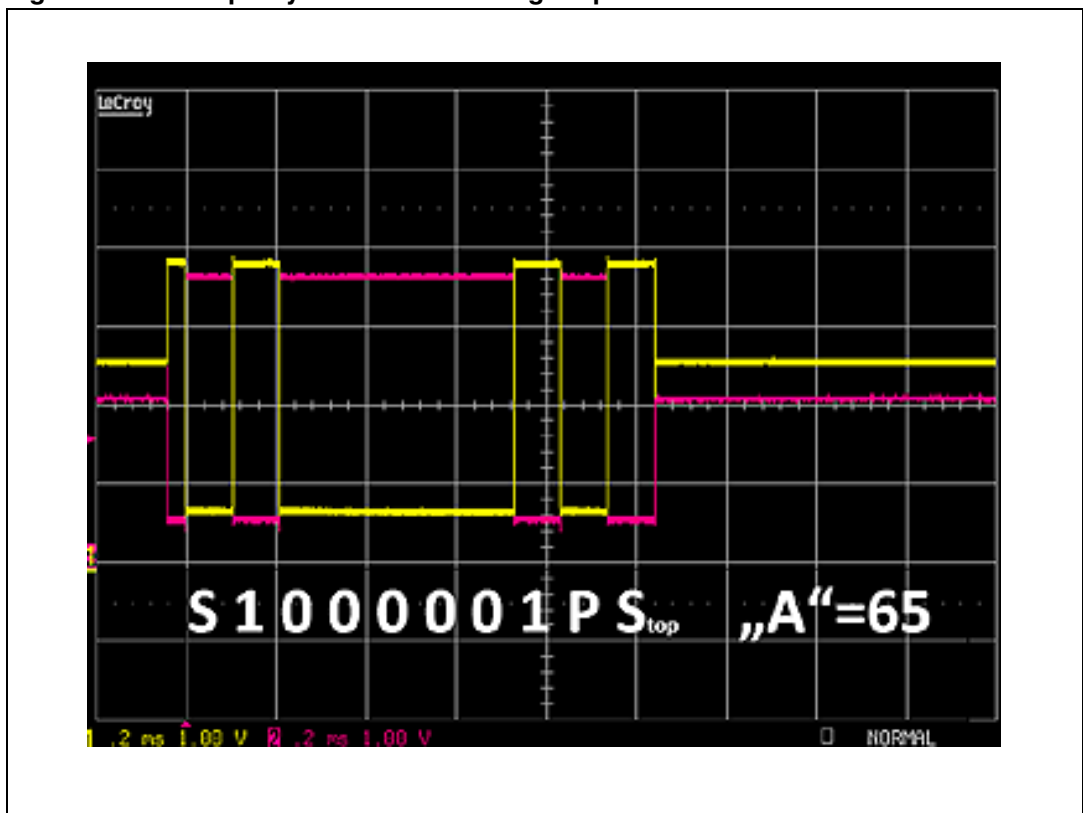 LeCroy
S 1 0 0 0 0 0 1 P Stop „A“=65
1 .2 ms 1.00 V 2 .2 ms 1.00 V NORMAL